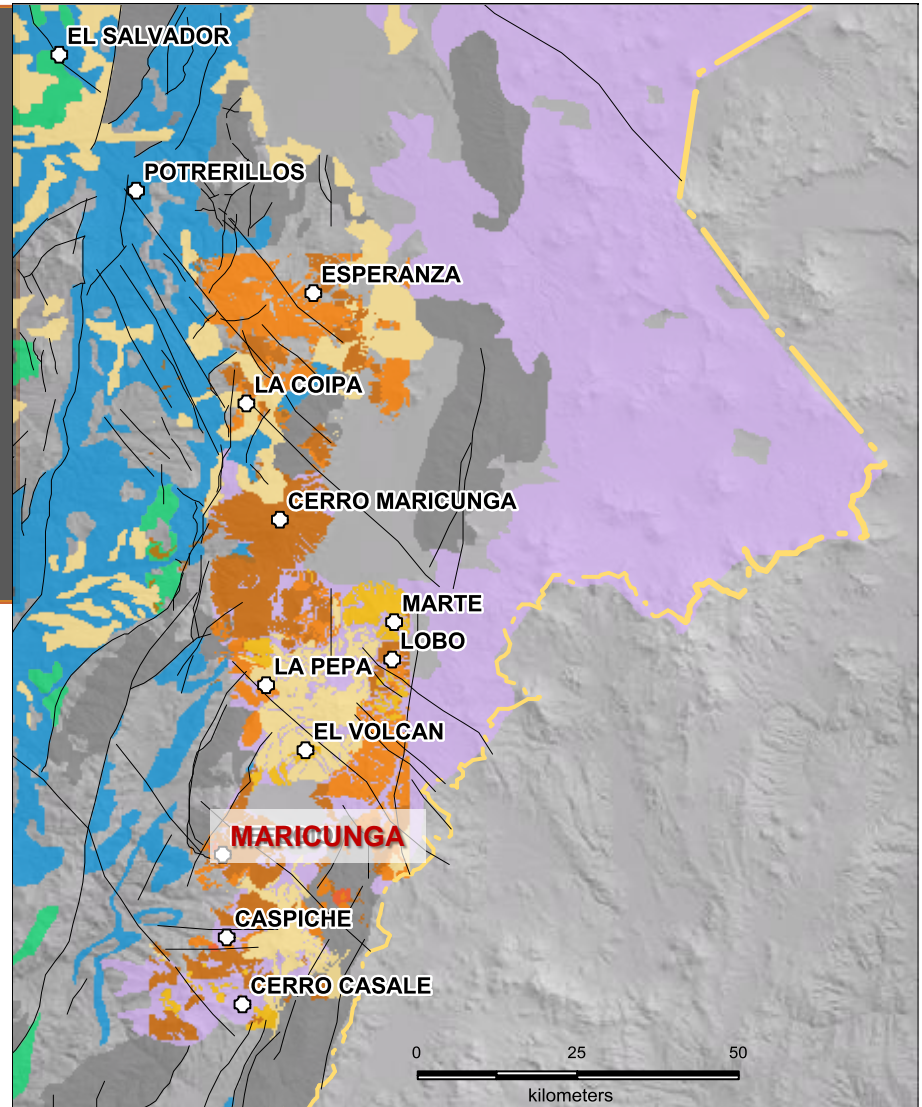 EL SALVADOR
POTRERILLOS
ESPERANZA
LA COIPA
CERRO MARICUNGA
MARTE
LOBO
LA PEPA
EL VOLCAN
MARICUNGA
CASPICHE
CERRO CASALE
0 25 50
kilometers